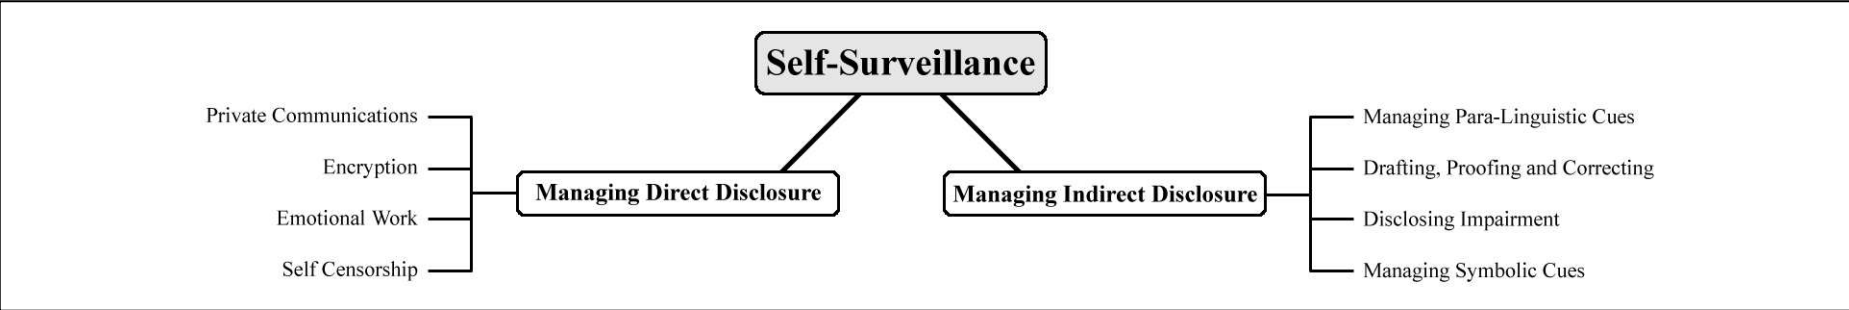 Self-Surveillance
Managing Direct Disclosure
Private Communications
Encryption
Emotional Work
Self Censorship
Managing Indirect Disclosure
Managing Para-Linguistic Cues
Drafting, Proofing and Correcting
Disclosing Impairment
Managing Symbolic Cues